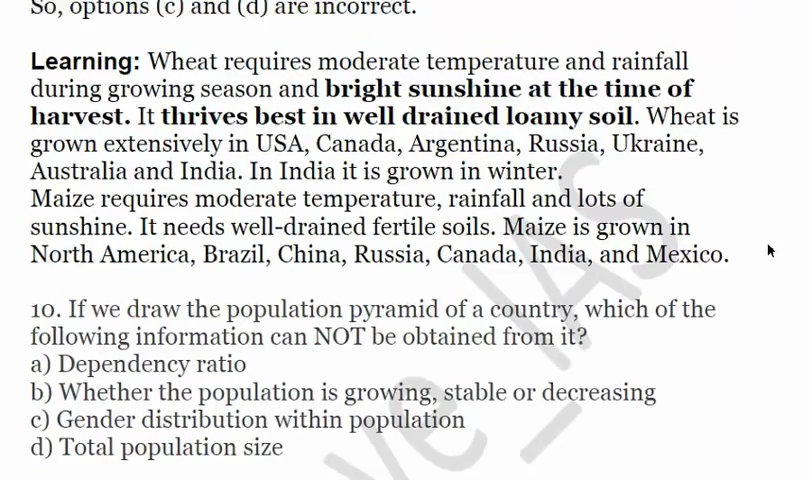 So, options (c) and (d) are incorrect.
Learning: Wheat requires moderate temperature and rainfall
during growing season and bright sunshine at the time of
harvest. It thrives best in well drained loamy soil. Wheat is
grown extensively in USA, Canada, Argentina, Russia, Ukraine,
Australia and India. In India it is grown in winter.
Maize requires moderate temperature, rainfall and lots of
sunshine. It needs well-drained fertile soils. Maize is grown in
North America, Brazil, China, Russia, Canada, India, and Mexico.
10. If we draw the population pyramid of a country, which of the
following information can NOT be obtained from it?
a) Dependency ratio
b) Whether the population is growing, stable or decreasing
c) Gender distribution within population
d) Total population size
ve_IAS